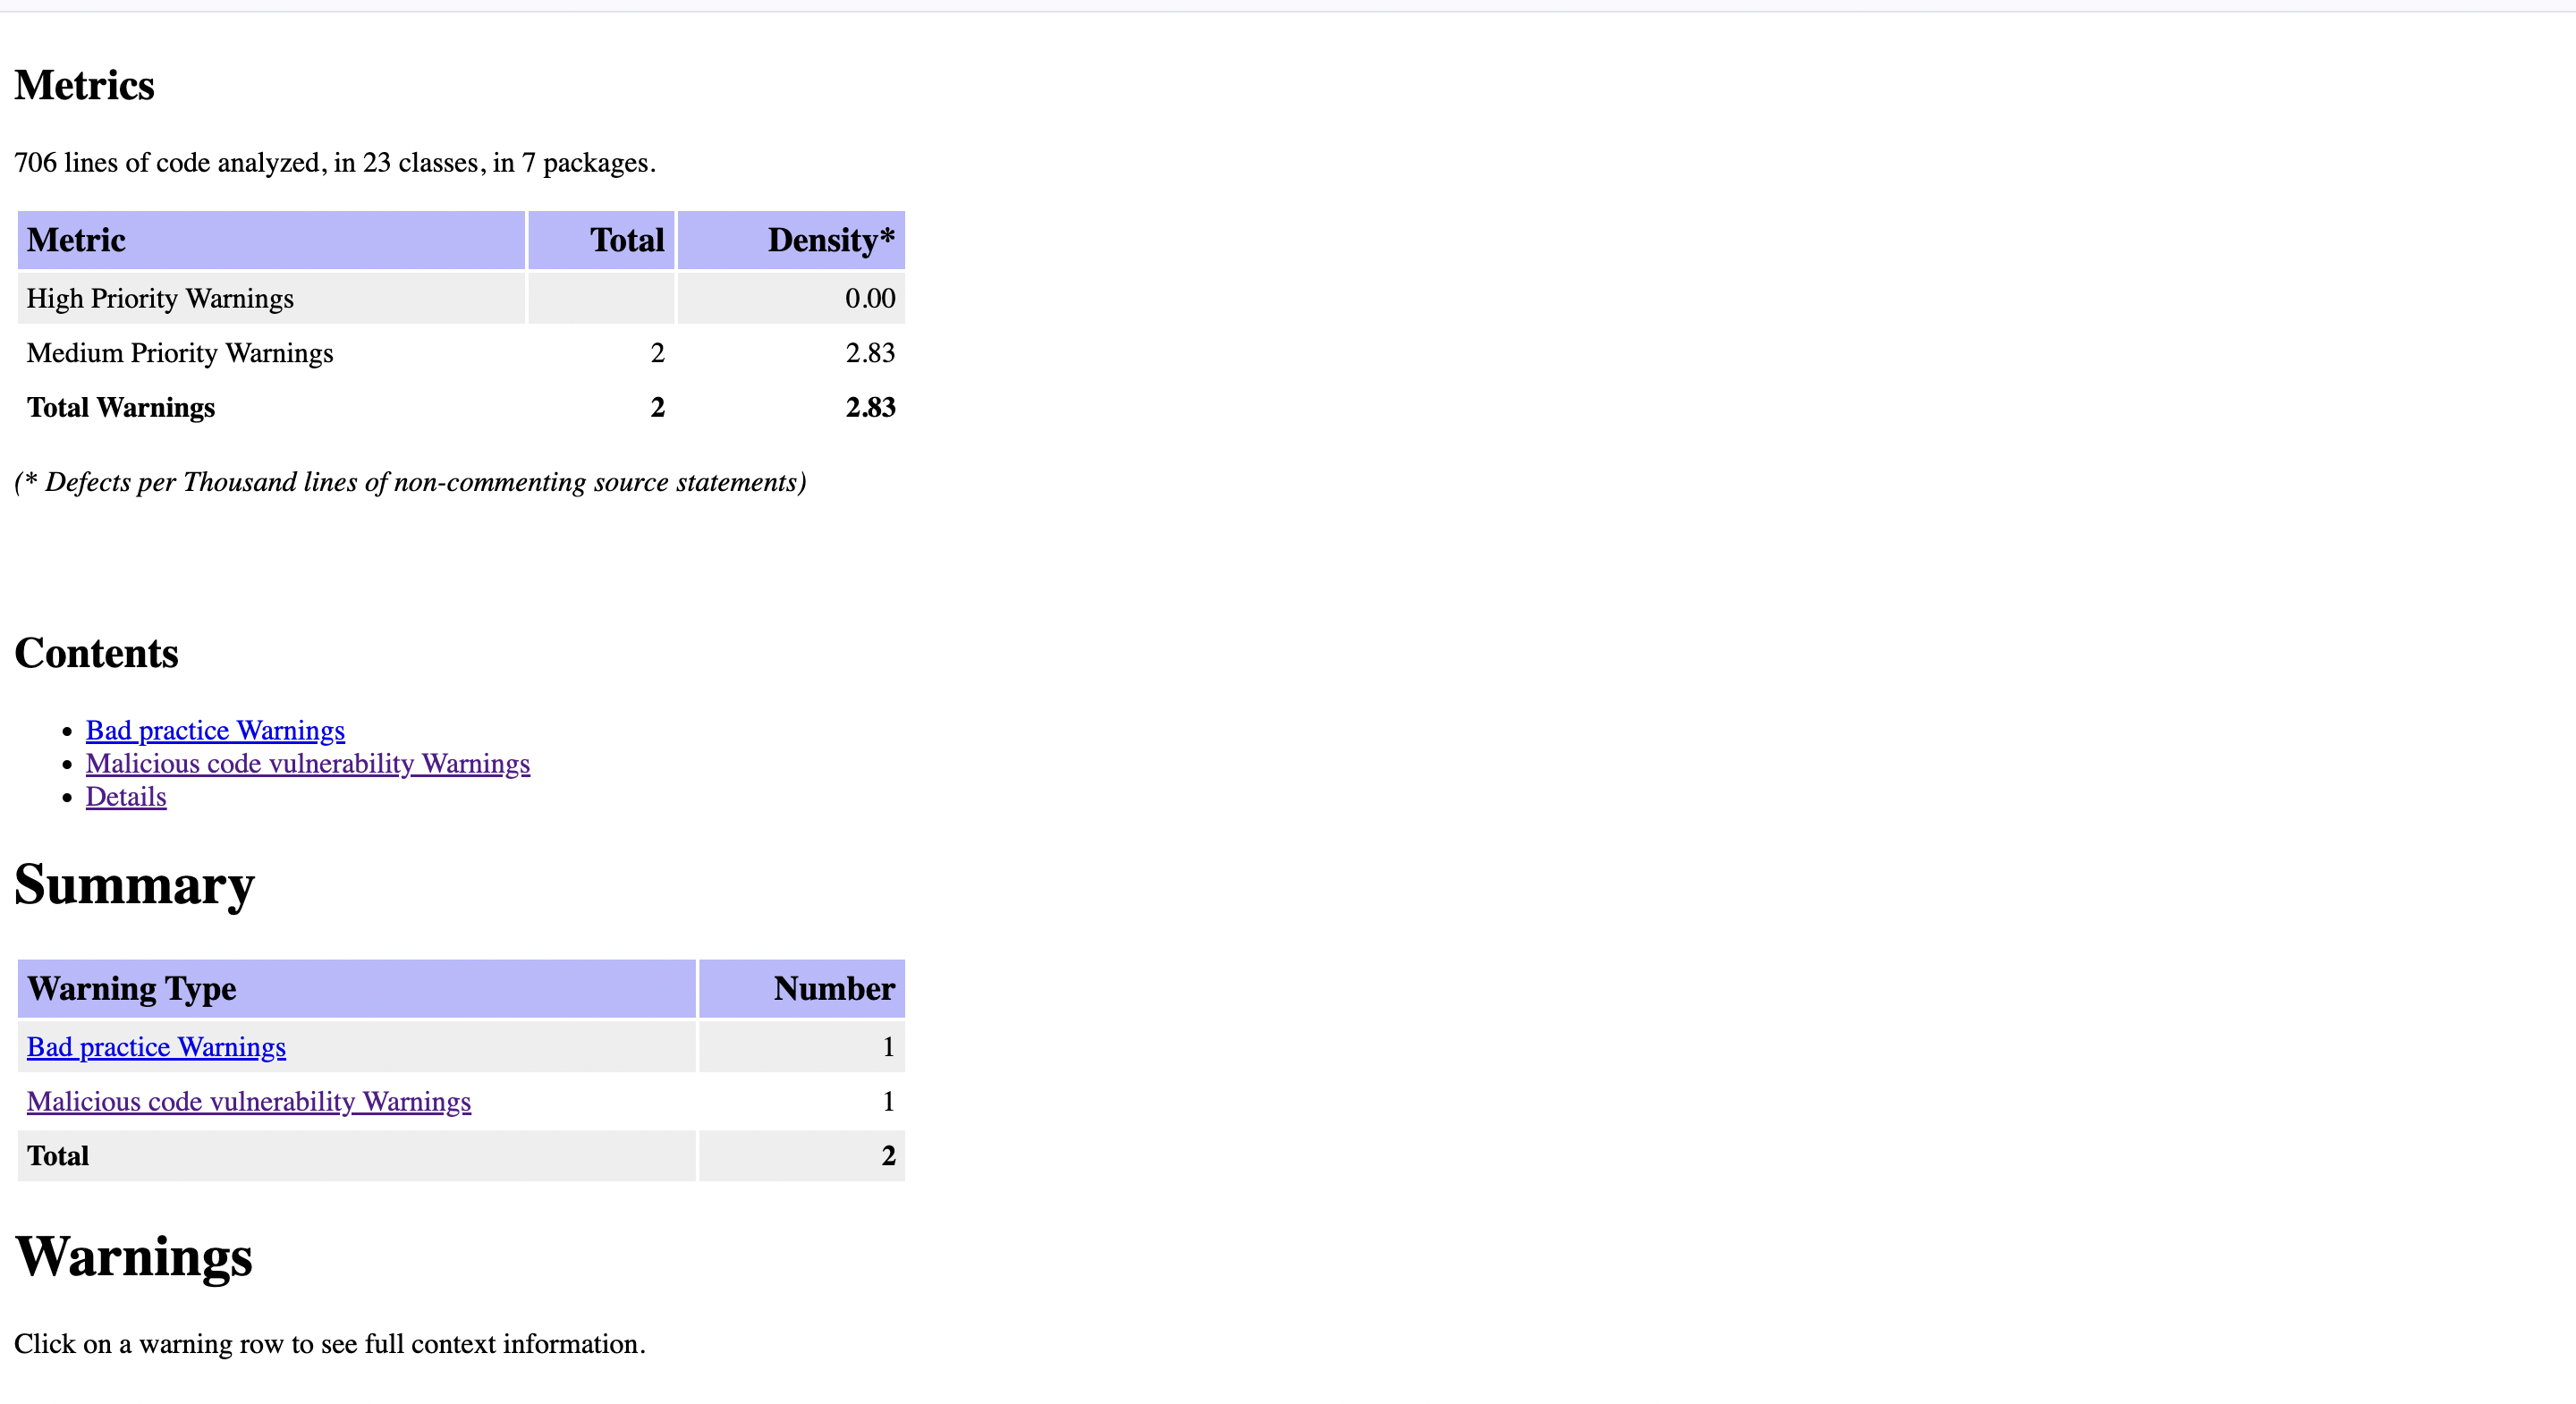 Metrics
706 lines of code analyzed, in 23 classes, in 7 packages.
Metric Total Density*
High Priority Warnings 0.00
Medium Priority Warnings 2 2.83
Total Warnings 2 2.83
(* Defects per Thousand lines of non-commenting source statements)
Contents
• Bad practice Warnings
• Malicious code vulnerability Warnings
• Details
Summary
Warning Type Number
Bad practice Warnings 1
Malicious code vulnerability Warnings 1
Total 2
Warnings
Click on a warning row to see full context information.